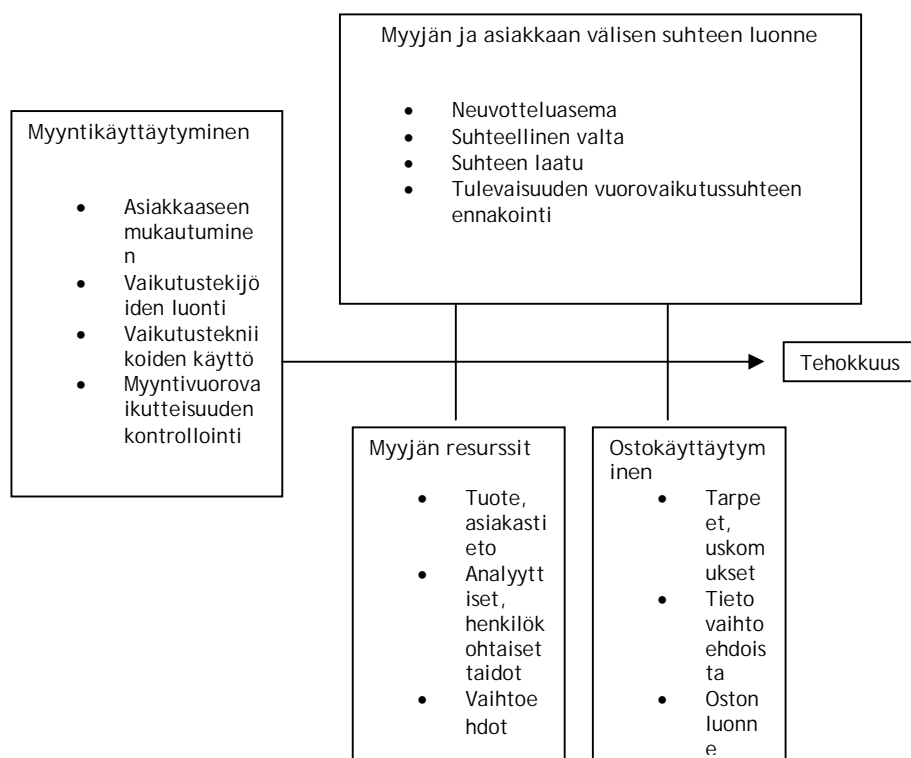 Myyjän ja asiakkaan välisen suhteen luonne
• Neuvotteluasema
• Suhteellinen valta
• Suhteen laatu
• Tulevaisuuden vuorovaikutussuhteen
ennakointi
Myyntikäyttäytyminen
• Asiakkaaseen
mukautumine
n
• Vaikutustekijö
iden luonti
• Vaikutustekni
koiden käyttö
• Myyntivuorova
ikutteisuuden
kontrollointi
Tehokkuus
Myyjän resurssit
• Tuote,
asiakasti
eto
• Analyytt
iset,
henkilök
ohtaiset
taidot
• Vaihtoe
hdot
Ostokäyttäytym
inen
• Tarpe
et,
uskom
ukset
• Tieto
vaihto
ehdois
ta
• Oston
luonn
e